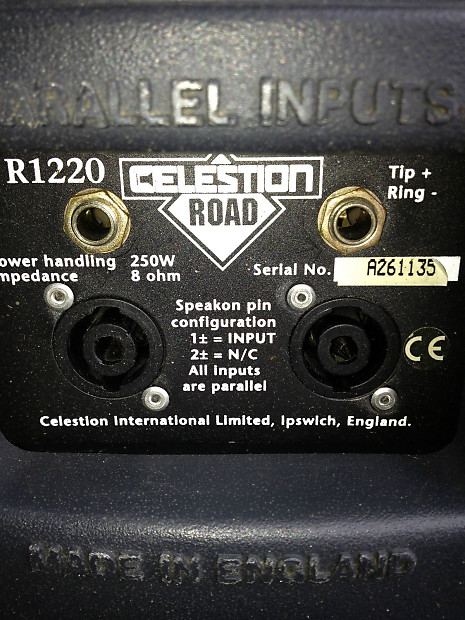 PARALLEL INPUTS
R1220
CELESTION
ROAD
Tip +
Ring -
ower handling 250W
mpedance 8 ohm
Serial No. A261135
Speakon pin
configuration
1± = INPUT
2± = N/C
All inputs
are parallel
CE
Celestion International Limited, Ipswich, England.
MADE IN ENGLAND